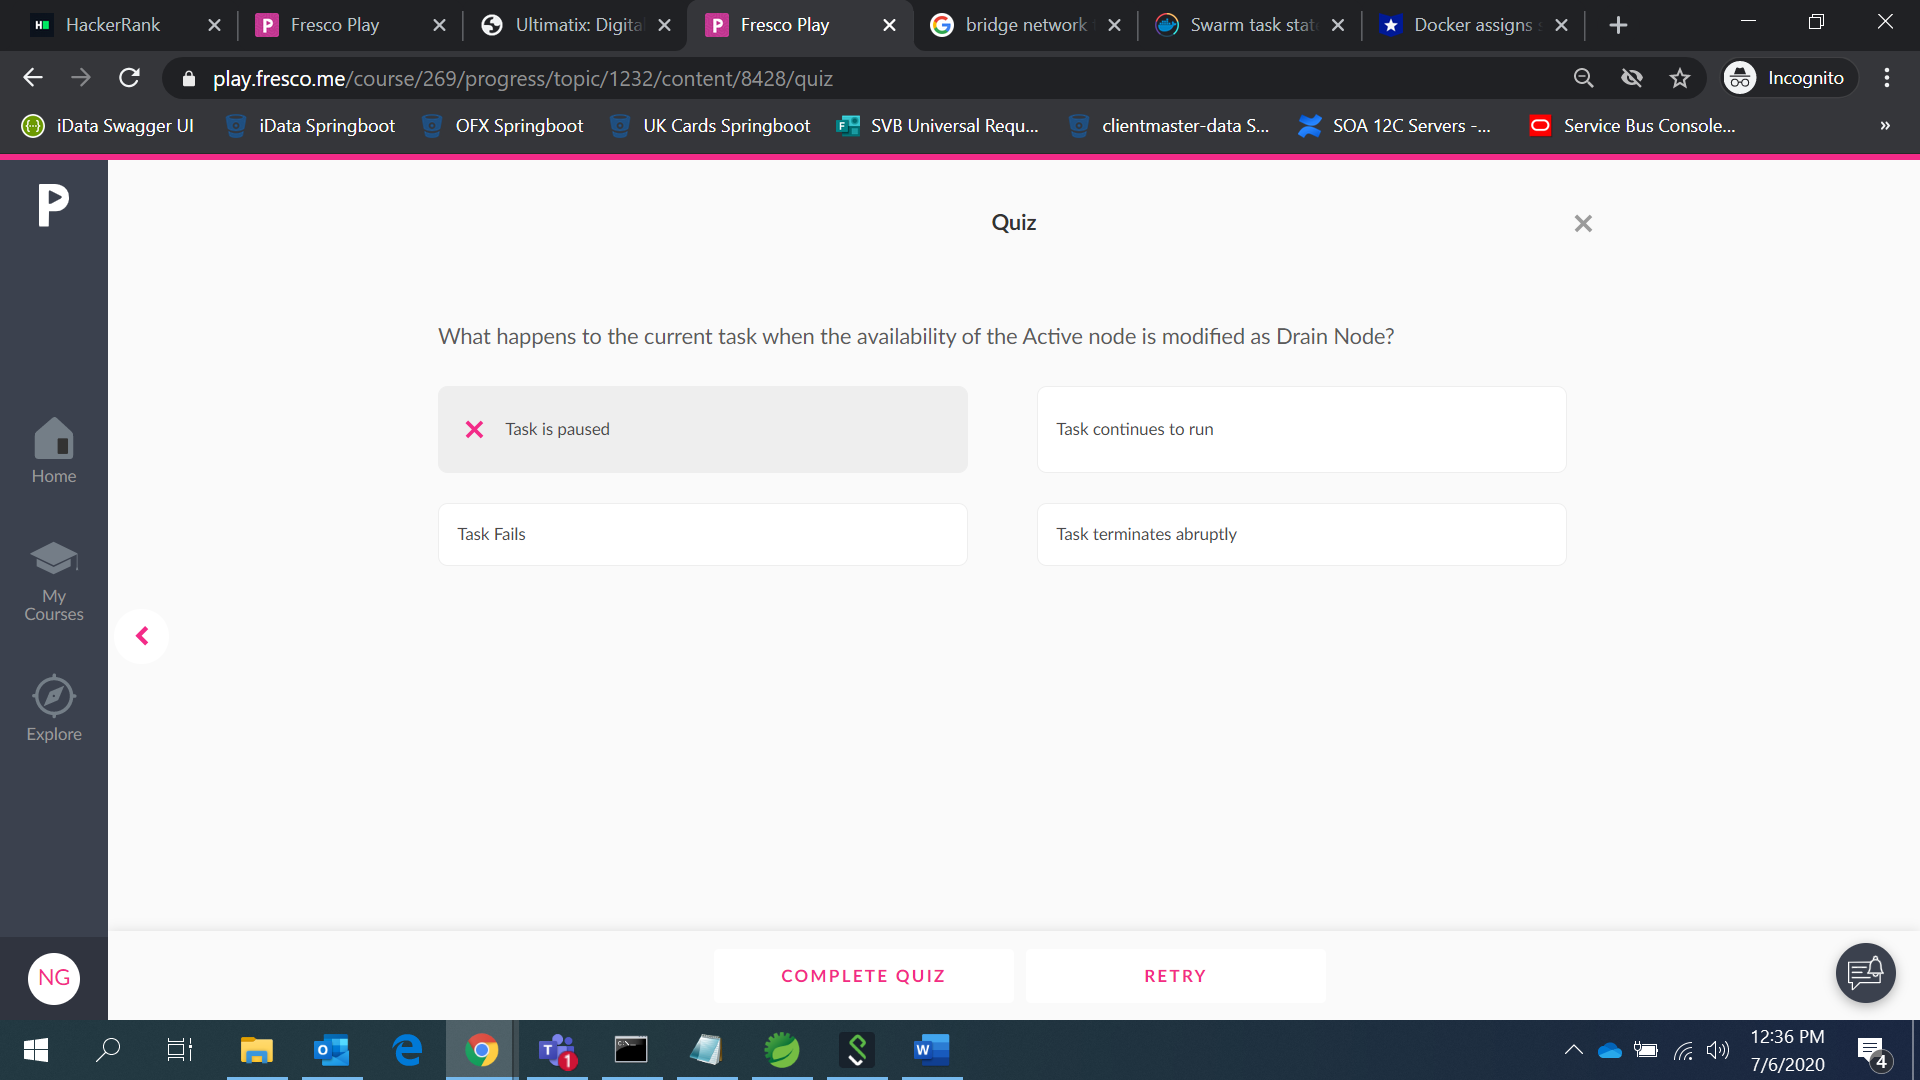 HackerRank
Fresco Play
Ultimatix: Digita
Fresco Play
bridge network
Swarm task stat
Docker assigns
play.fresco.me/course/269/progress/topic/1232/content/8428/quiz
Incognito
iData Swagger UI
iData Springboot
OFX Springboot
UK Cards Springboot
SVB Universal Requ...
clientmaster-data S...
SOA 12C Servers -...
Service Bus Console...
»
Quiz
What happens to the current task when the availability of the Active node is modified as Drain Node?
Task is paused
Task continues to run
Task Fails
Task terminates abruptly
Home
My
Courses
Explore
NG
COMPLETE QUIZ
RETRY
12:36 PM
7/6/2020
1
4